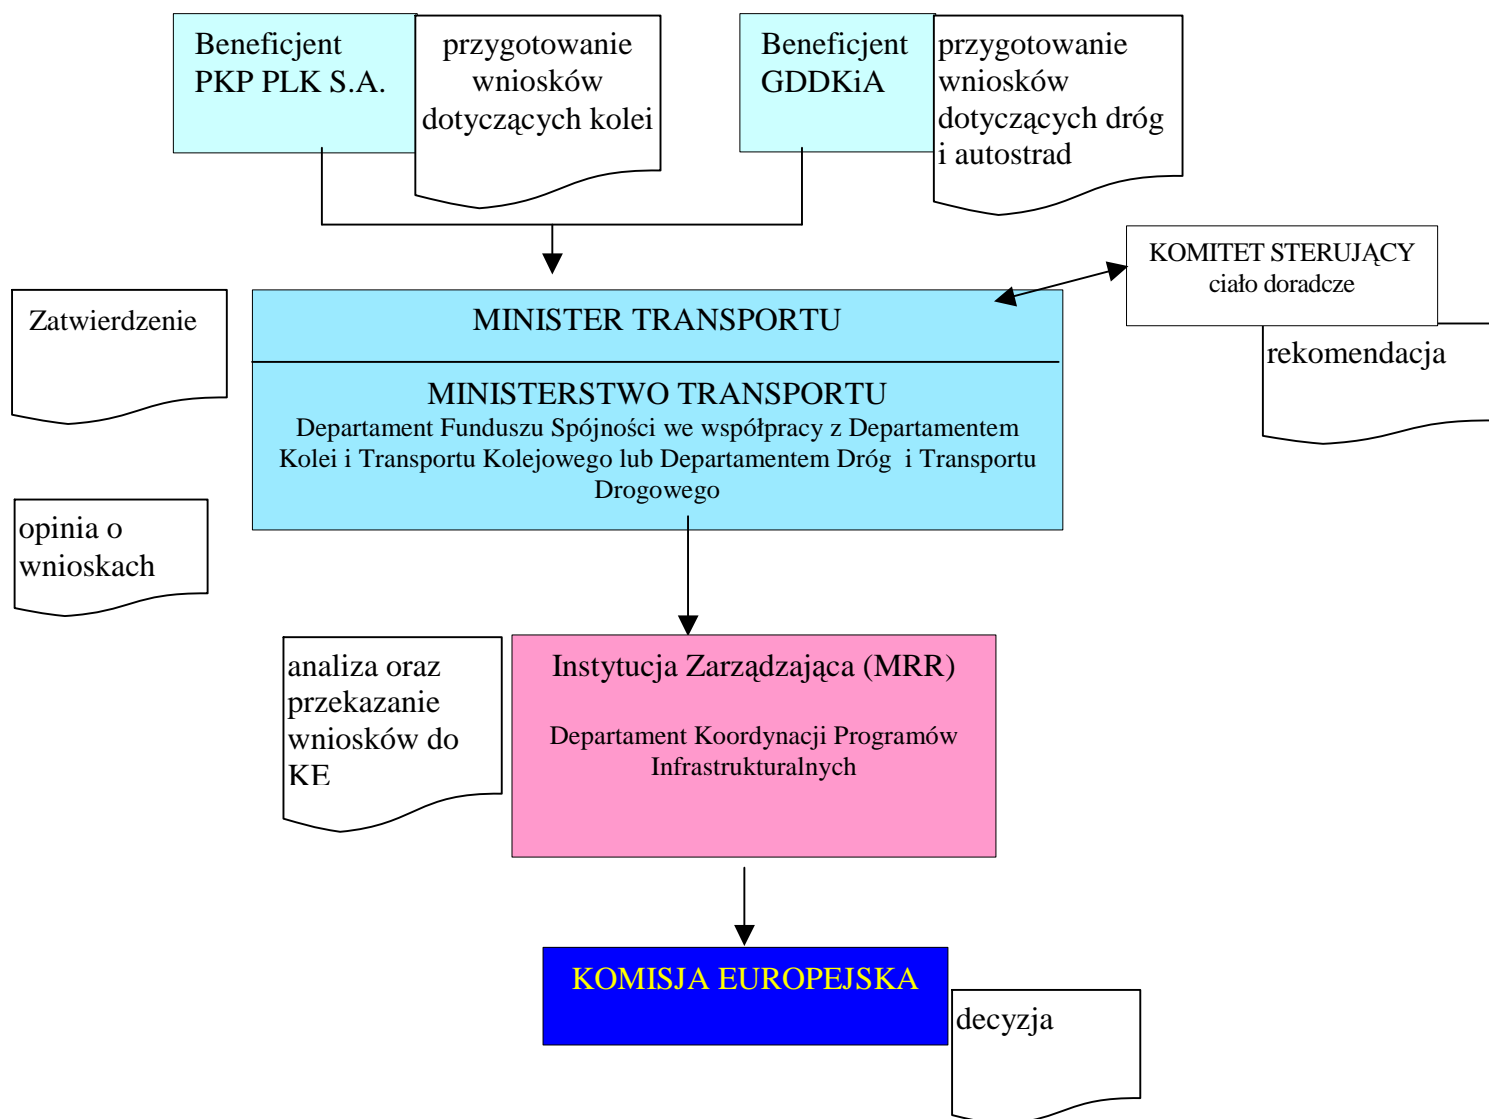 Beneficjent
PKP PLK S.A.
przygotowanie
wniosków
dotyczących kolei
Beneficjent
GDDKiA
przygotowanie
wniosków
dotyczących dróg
i autostrad
KOMITET STERUJĄCY
ciało doradcze
rekomendacja
Zatwierdzenie
MINISTER TRANSPORTU
MINISTERSTWO TRANSPORTU
Departament Funduszu Spójności we współpracy z Departamentem
Kolei i Transportu Kolejowego lub Departamentem Dróg i Transportu
Drogowego
opinia o
wnioskach
analiza oraz
przekazanie
wniosków do
KE
Instytucja Zarządzająca (MRR)
Departament Koordynacji Programów
Infrastrukturalnych
KOMISJA EUROPEJSKA
decyzja